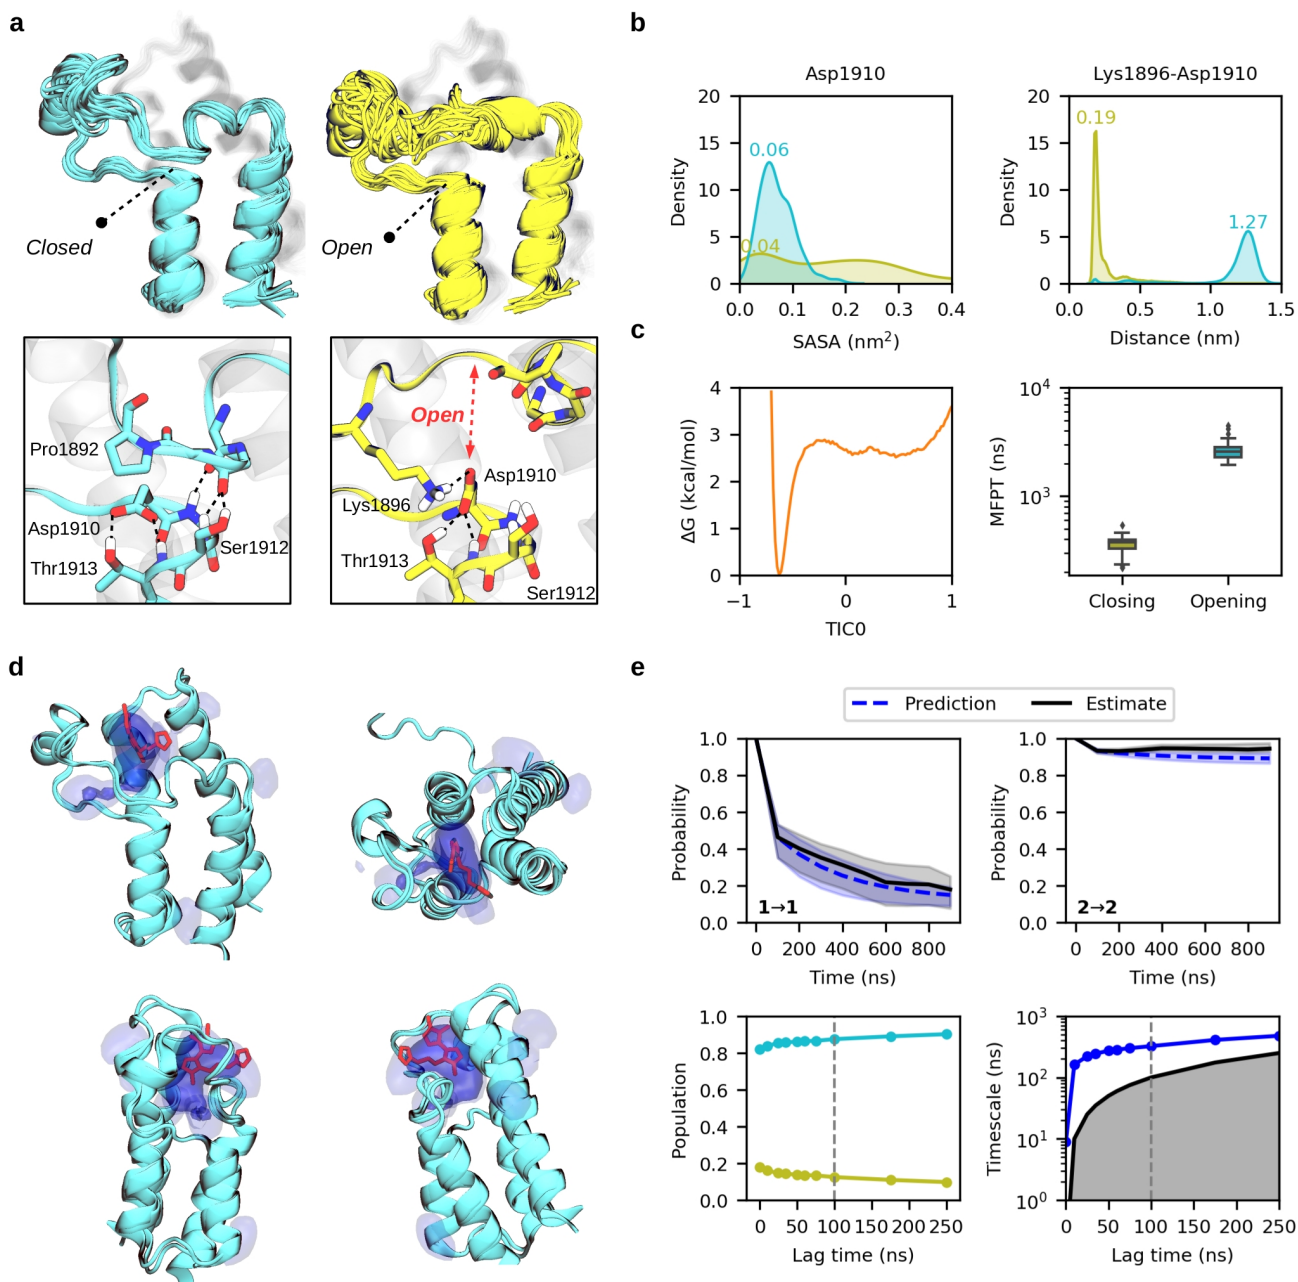 a
Closed
Open
Pro1892
Asp1910
Thr1913
Ser1912
Open
Asp1910
Lys1896
Thr1913
Ser1912
b
Asp1910
Lys1896-Asp1910
20
15
10
5
0
Density
0.06
0.04
0.0
0.1
0.2
0.3
0.4
SASA (nm²)
20
15
10
5
0
Density
0.19
1.27
0.0
0.5
1.0
1.5
Distance (nm)
c
4
3
2
1
0
ΔG (kcal/mol)
−1
0
1
TIC0
10⁴
10³
MFPT (ns)
Closing
Opening
d
e
Prediction
Estimate
1.0
0.8
0.6
0.4
0.2
0.0
Probability
1→1
0
200
400
600
800
Time (ns)
1.0
0.8
0.6
0.4
0.2
0.0
Probability
2→2
0
200
400
600
800
Time (ns)
1.0
0.8
0.6
0.4
0.2
0.0
Population
0
50
100
150
200
250
Lag time (ns)
10³
10²
10¹
10⁰
Timescale (ns)
0
50
100
150
200
250
Lag time (ns)